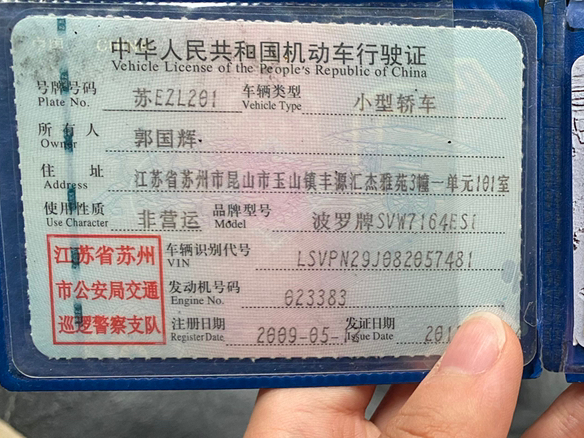 中华人民共和国机动车行驶证
Vehicle License of the People's Republic of China
号牌号码 苏EZL201 车辆类型 小型轿车
Plate No. Vehicle Type
所有人 郭国辉
Owner
住址 江苏省苏州市昆山市玉山镇丰源汇杰雅苑3幢一单元101室
Address
使用性质 非营运 品牌型号 波罗牌SVW7164ESI
Use Character Model
江苏省苏州
市公安局交通
巡逻警察支队
车辆识别代号 LSVPN29J082057481
VIN
发动机号码 023383
Engine No.
注册日期 2009-05- 发证日期 201
Register Date Issue Date